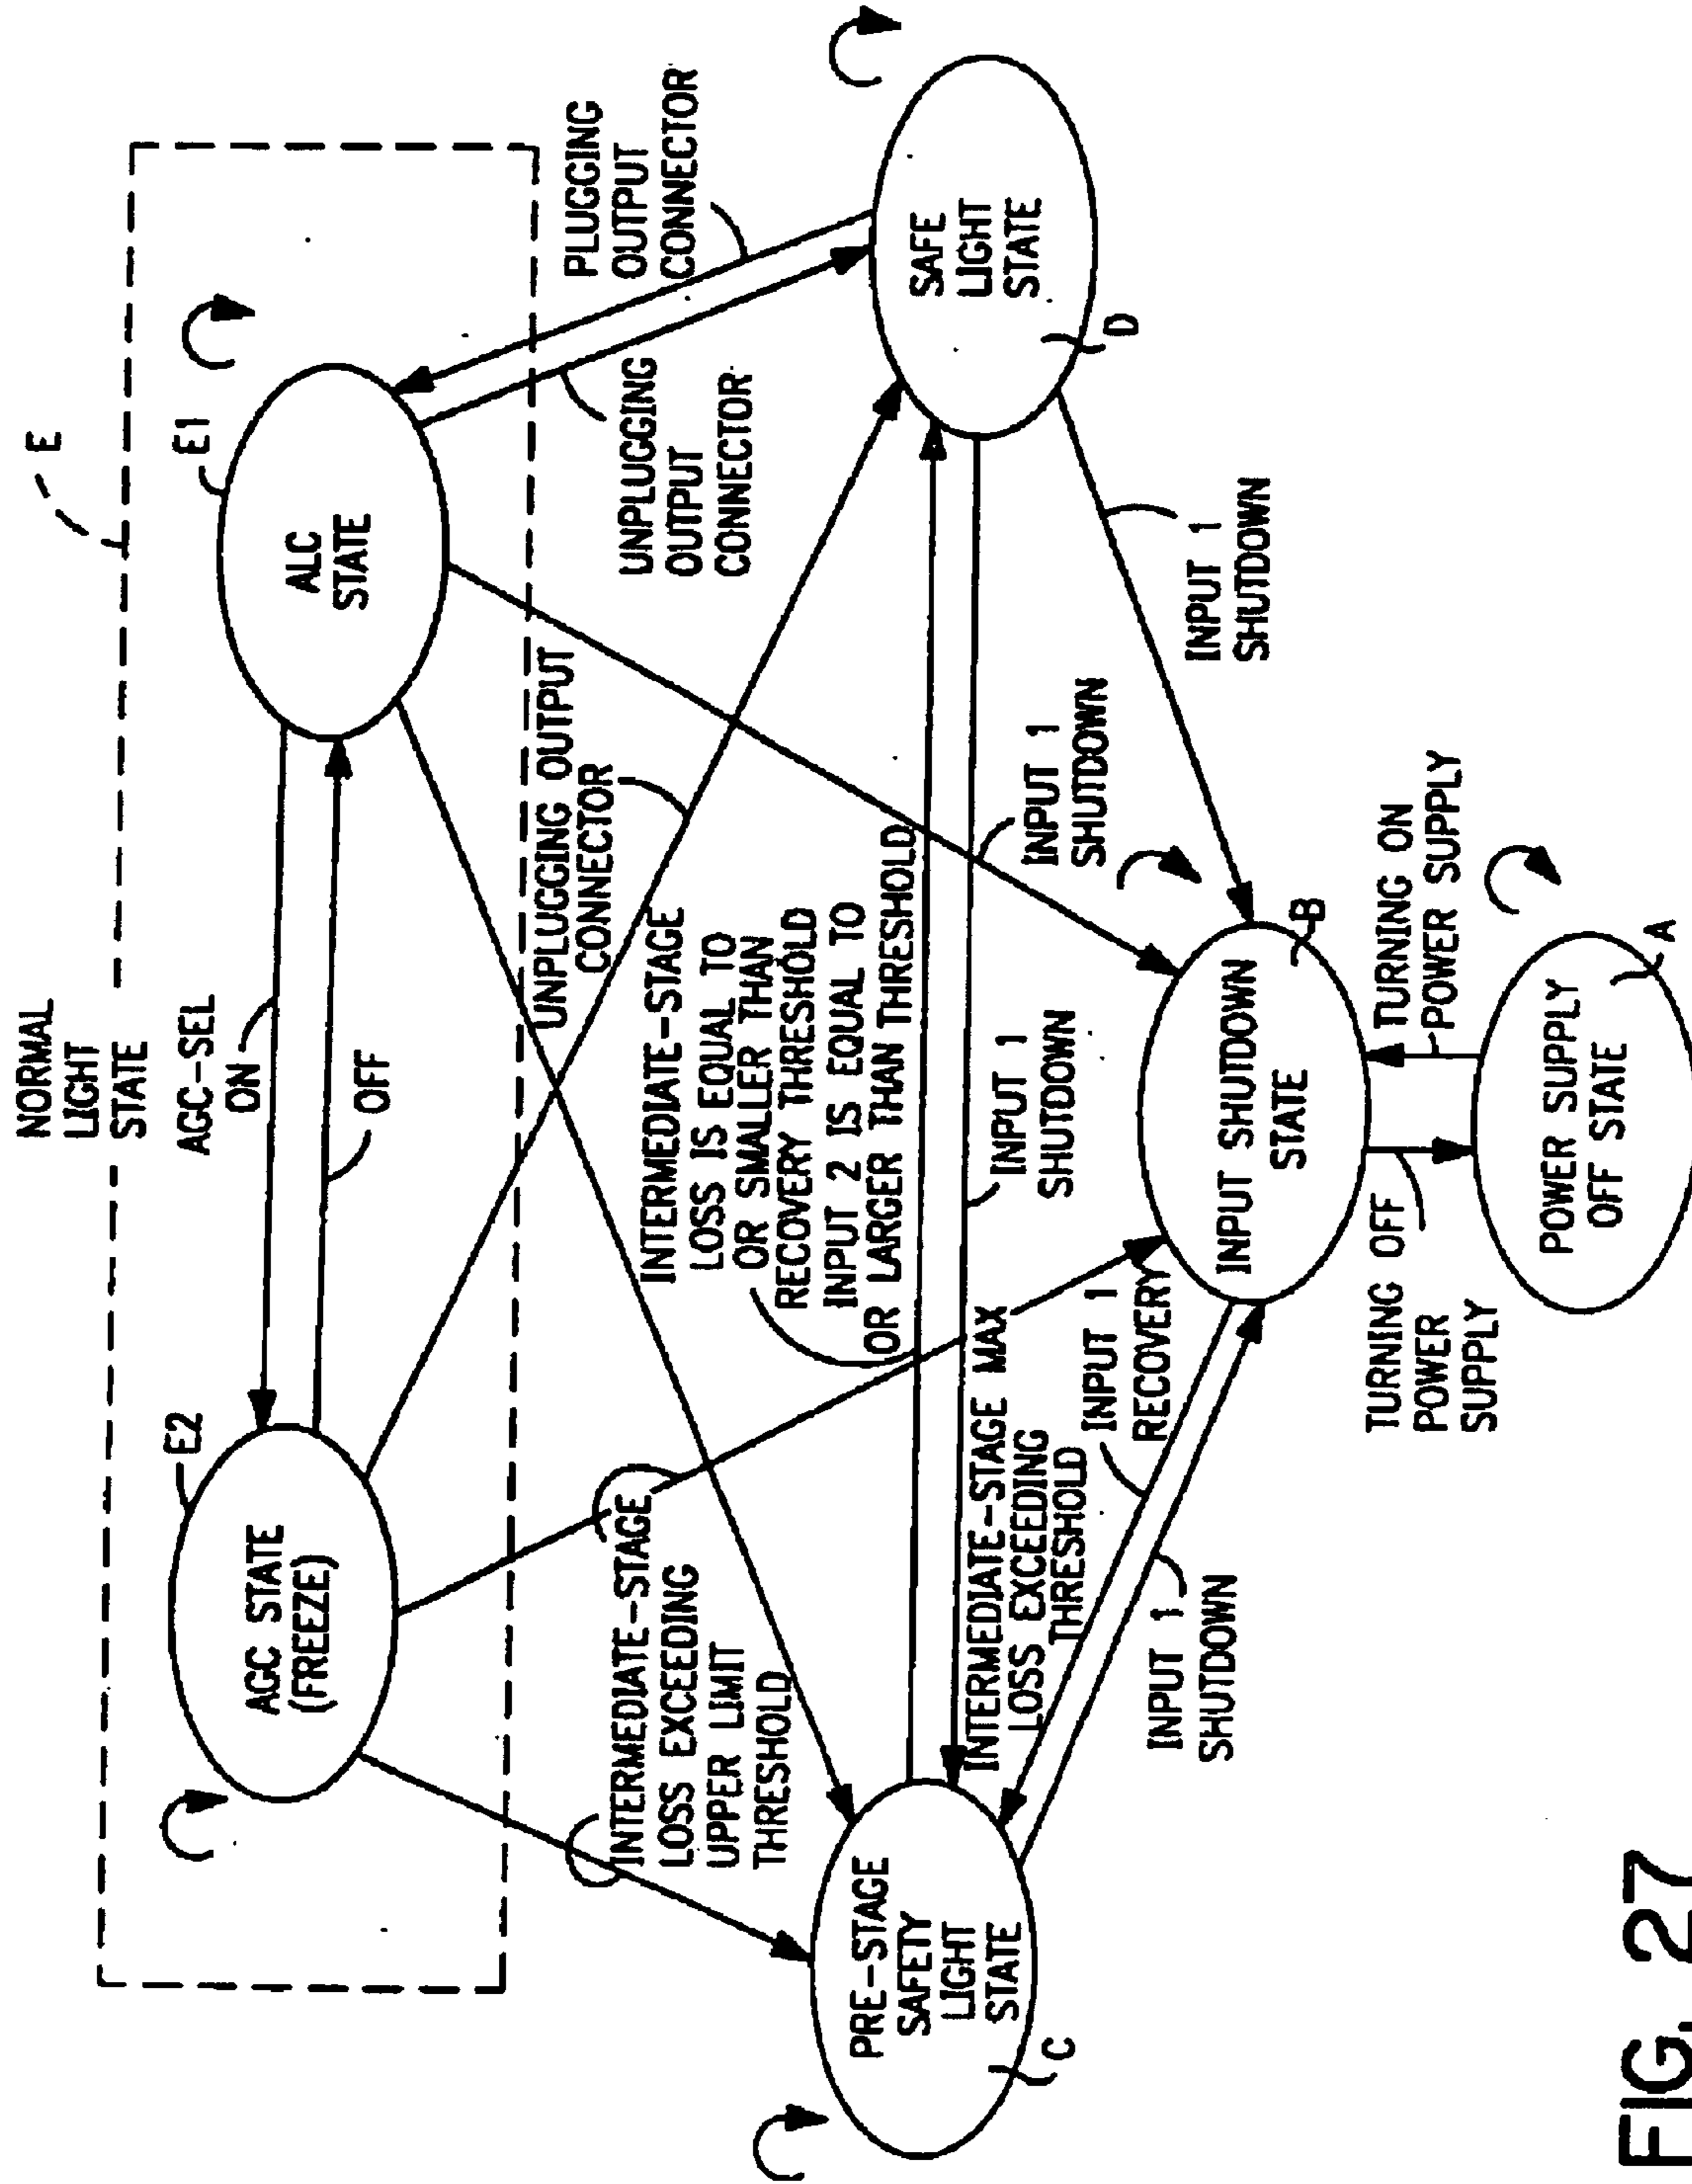 NORMAL
LIGHT
STATE
E
AGC-SEL
ON
OFF
E2
AGC STATE
(FREEZE)
E1
ALC
STATE
UNPLUGGING OUTPUT
CONNECTOR
UNPLUGGING
OUTPUT
CONNECTOR
PLUGGING
OUTPUT
CONNECTOR
INTERMEDIATE-STAGE
LOSS EXCEEDING
UPPER LIMIT
THRESHOLD
INTERMEDIATE-STAGE
LOSS IS EQUAL TO
OR SMALLER THAN
RECOVERY THRESHOLD
INPUT 2 IS EQUAL TO
OR LARGER THAN THRESHOLD
PRE-STAGE
SAFETY
LIGHT
STATE
C
SAFE
LIGHT
STATE
D
INTERMEDIATE-STAGE MAX
LOSS EXCEEDING
THRESHOLD
INPUT 1
SHUTDOWN
INPUT 1
SHUTDOWN
INPUT 1
RECOVERY
INPUT 1
SHUTDOWN
INPUT 1
SHUTDOWN
INPUT SHUTDOWN
STATE
B
TURNING OFF
POWER
SUPPLY
TURNING ON
POWER SUPPLY
POWER SUPPLY
OFF STATE
A
FIG. 27